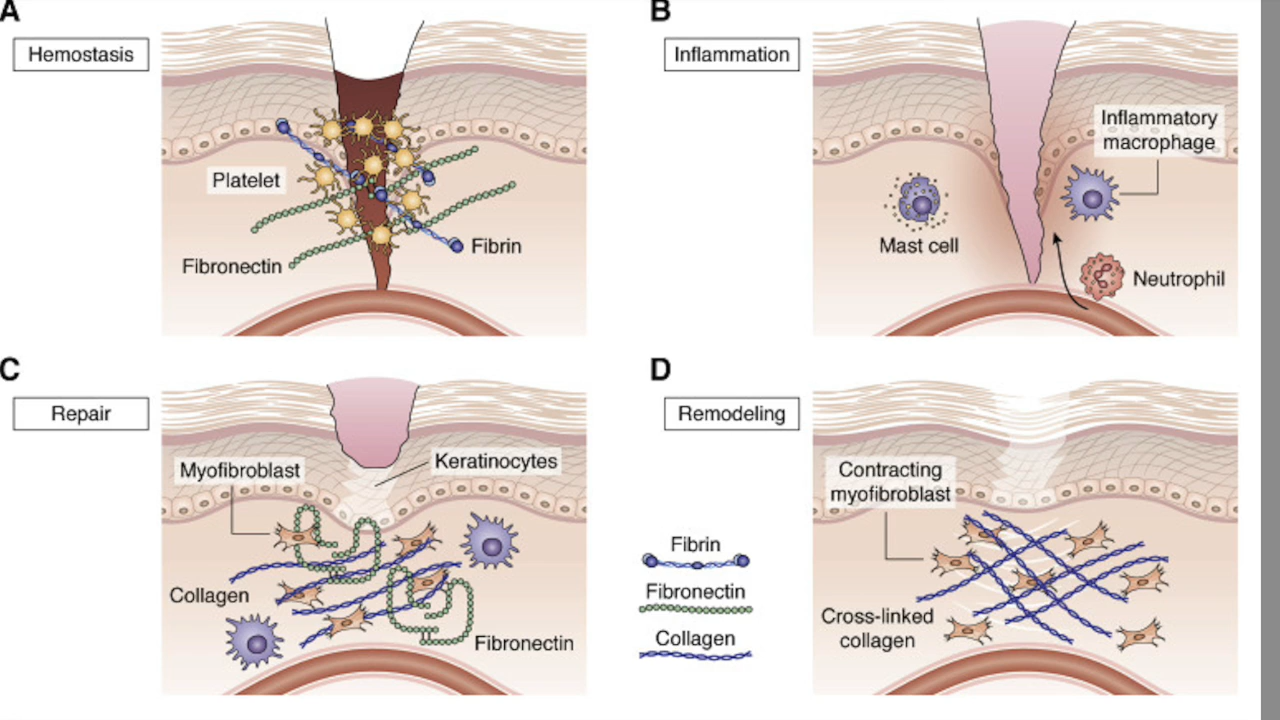 A
Hemostasis
Platelet
Fibronectin
Fibrin
B
Inflammation
Inflammatory
macrophage
Mast cell
Neutrophil
C
Repair
Myofibroblast
Keratinocytes
Collagen
Fibronectin
Fibrin
Fibronectin
Collagen
D
Remodeling
Contracting
myofibroblast
Cross-linked
collagen